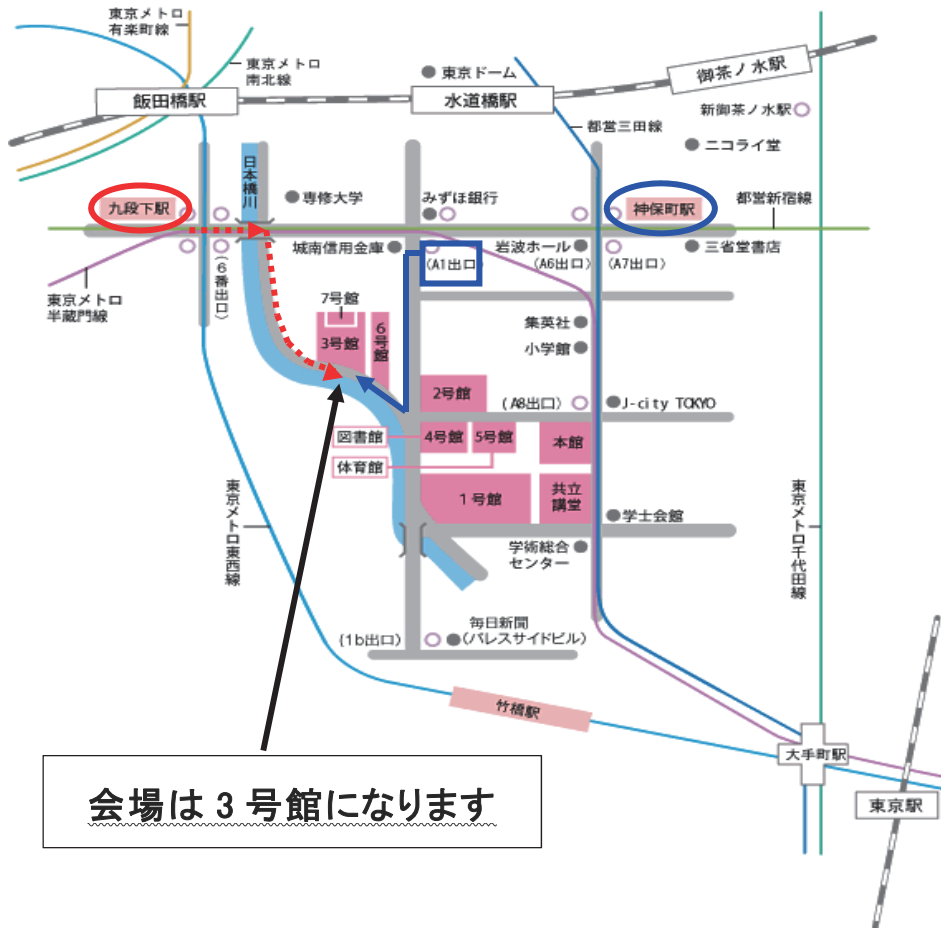 東京メトロ
有楽町線
東京メトロ
南北線
東京ドーム
御茶ノ水駅
飯田橋駅
水道橋駅
新御茶ノ水駅
都営三田線
ニコライ堂
日本橋川
専修大学
みずほ銀行
九段下駅
神保町駅
都営新宿線
城南信用金庫
岩波ホール
三省堂書店
(A1出口)
(A6出口)
(A7出口)
(6番出口)
東京メトロ
半蔵門線
7号館
3号館
6号館
集英社
小学館
2号館
(A8出口)
J-city TOKYO
図書館
4号館
5号館
本館
体育館
1号館
共立
講堂
学士会館
東京メトロ東西線
東京メトロ千代田線
学術総合
センター
毎日新聞
(1b出口)
(パレスサイドビル)
竹橋駅
大手町駅
東京駅
会場は3号館になります